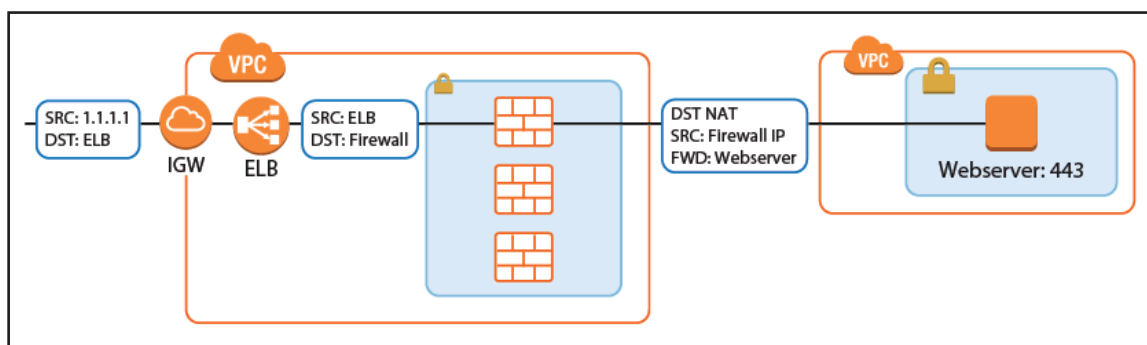 VPC
VPC
SRC: 1.1.1.1
DST: ELB
IGW
ELB
SRC: ELB
DST: Firewall
DST NAT
SRC: Firewall IP
FWD: Webserver
Webserver: 443